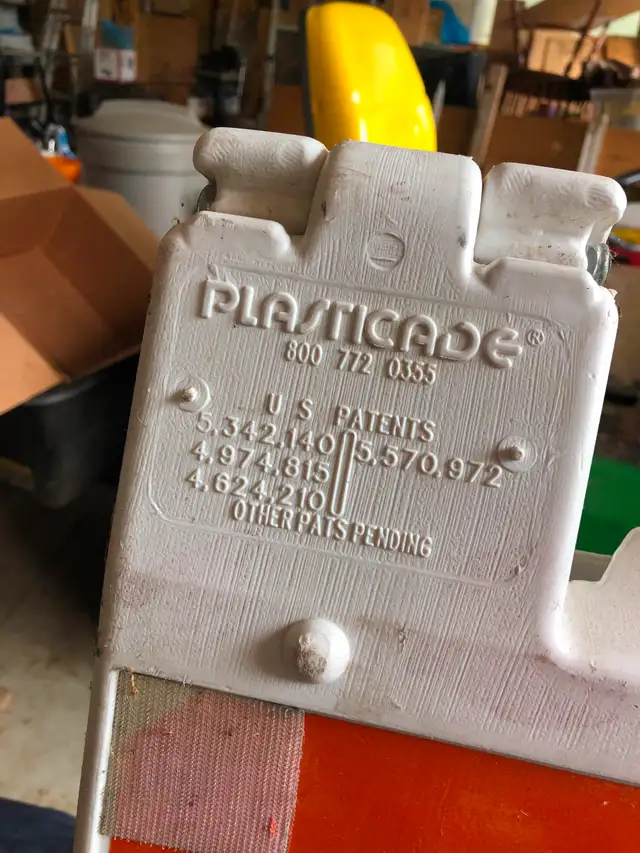 PLASTICADE®
800 772 0355
U S PATENTS
5,342,140 5,570,972
4,974,815
4,624,210
OTHER PATS PENDING